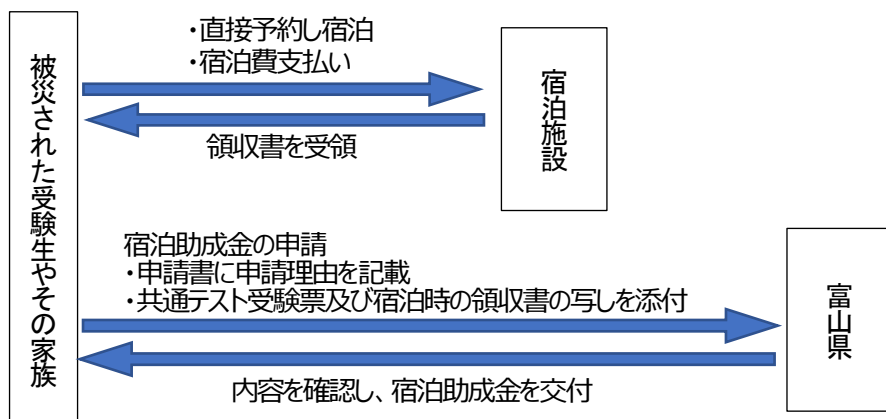 被災された受験生やその家族
・直接予約し宿泊
・宿泊費支払い
領収書を受領
宿泊施設
宿泊助成金の申請
・申請書に申請理由を記載
・共通テスト受験票及び宿泊時の領収書の写しを添付
内容を確認し、宿泊助成金を交付
富山県